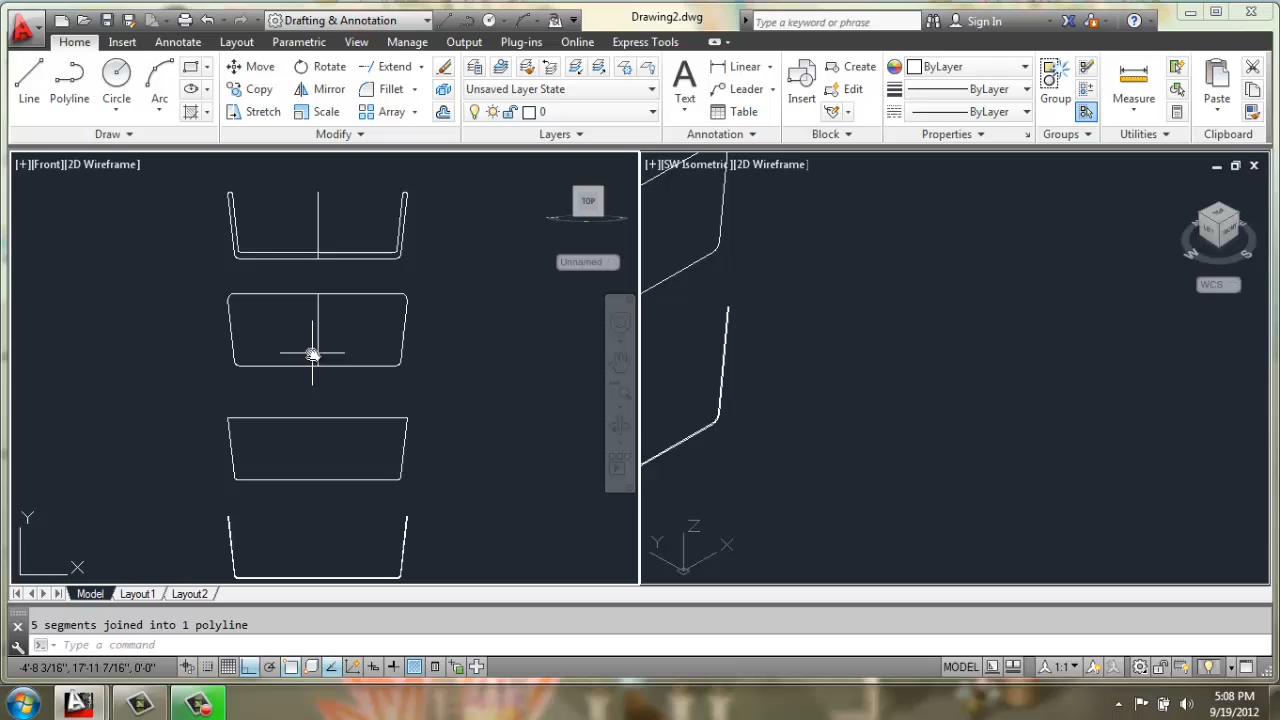 Drafting & Annotation
Drawing2.dwg
Type a keyword or phrase
Sign In
Home Insert Annotate Layout Parametric View Manage Output Plug-ins Online Express Tools
Line Polyline Circle Arc
Move Rotate Extend
Copy Mirror Fillet
Stretch Scale Array
Unsaved Layer State
0
Text
Linear
Leader
Table
Insert
Create
Edit
ByLayer
ByLayer
ByLayer
Group
Measure
Paste
Draw Modify Layers Annotation Block Properties Groups Utilities Clipboard
[+][Front][2D Wireframe]
[+][SW Isometric][2D Wireframe]
TOP
Unnamed
TOP
LEFT FRONT
W S
WCS
Y
X
Z
Y X
Model Layout1 Layout2
5 segments joined into 1 polyline
Type a command
-4'-8 3/16", 17'-11 7/16", 0'-0"
MODEL
1:1
5:08 PM
9/19/2012